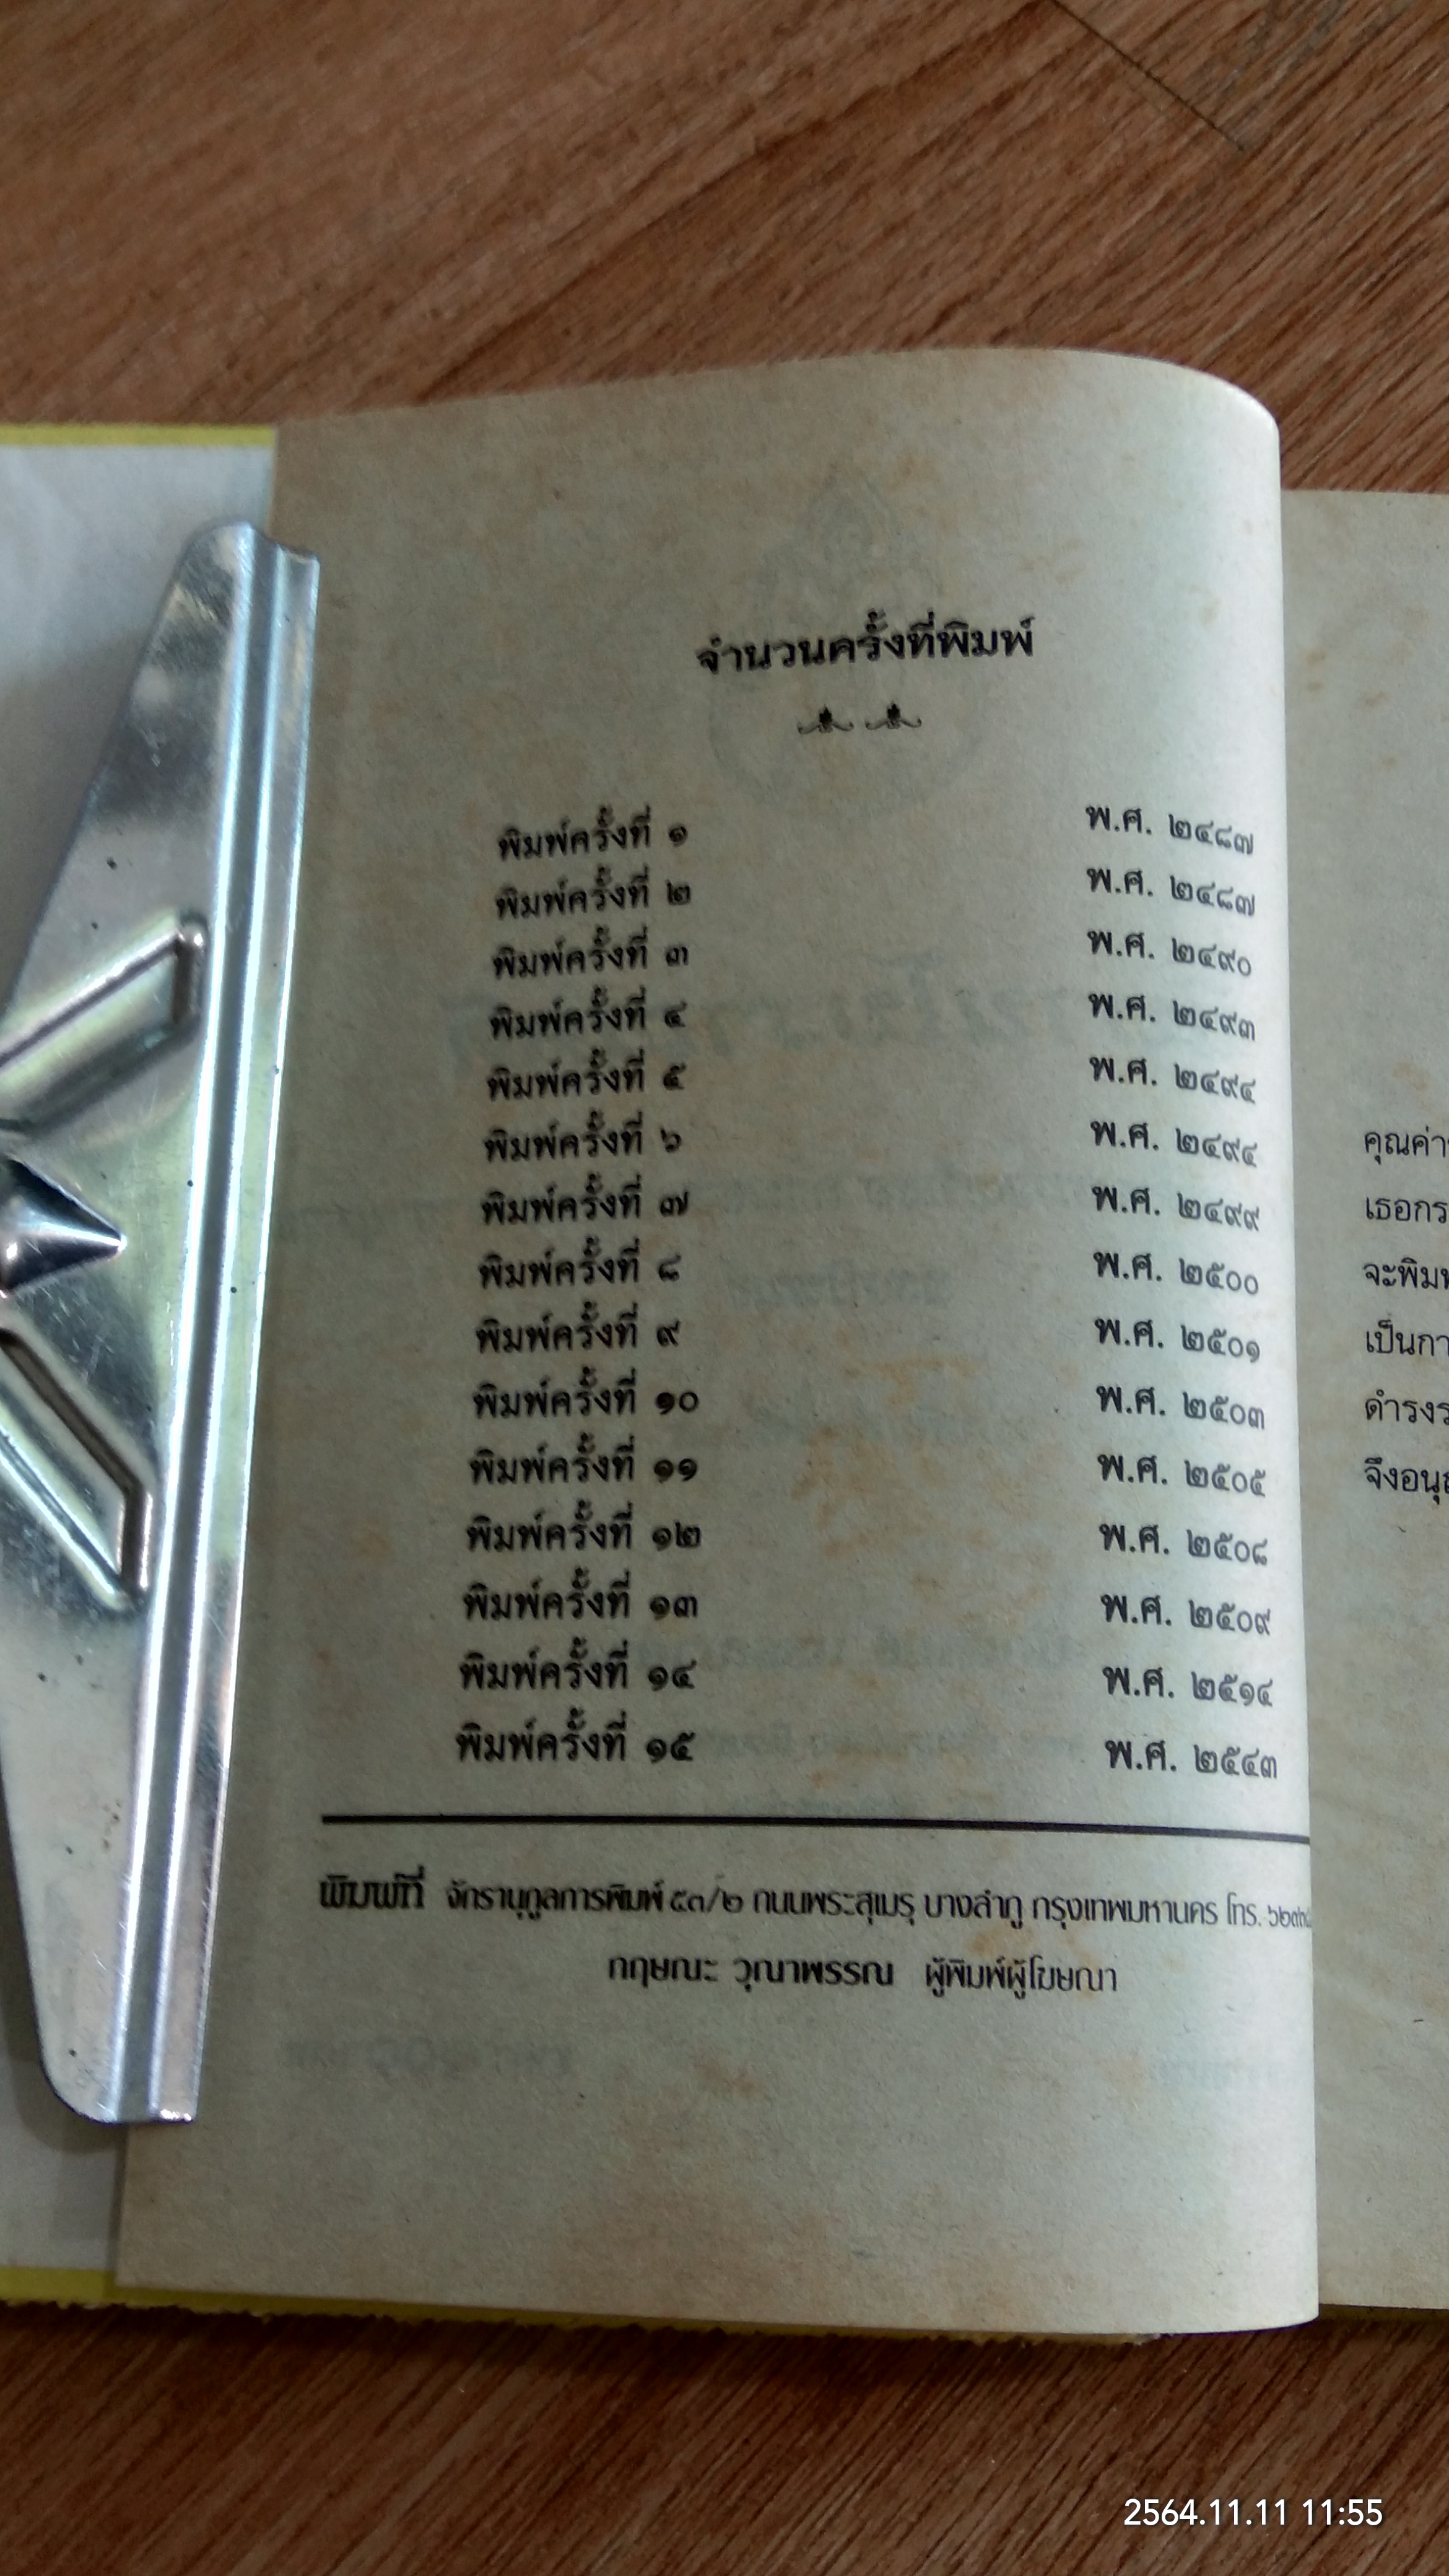 จำนวนครั้งที่พิมพ์
พิมพ์ครั้งที่ ๑ พ.ศ. ๒๔๘๗
พิมพ์ครั้งที่ ๒ พ.ศ. ๒๔๘๗
พิมพ์ครั้งที่ ๓ พ.ศ. ๒๔๙๐
พิมพ์ครั้งที่ ๔ พ.ศ. ๒๔๙๓
พิมพ์ครั้งที่ ๕ พ.ศ. ๒๔๙๔
พิมพ์ครั้งที่ ๖ พ.ศ. ๒๔๙๔
พิมพ์ครั้งที่ ๗ พ.ศ. ๒๔๙๙
พิมพ์ครั้งที่ ๘ พ.ศ. ๒๕๐๐
พิมพ์ครั้งที่ ๙ พ.ศ. ๒๕๐๑
พิมพ์ครั้งที่ ๑๐ พ.ศ. ๒๕๐๓
พิมพ์ครั้งที่ ๑๑ พ.ศ. ๒๕๐๕
พิมพ์ครั้งที่ ๑๒ พ.ศ. ๒๕๐๘
พิมพ์ครั้งที่ ๑๓ พ.ศ. ๒๕๐๙
พิมพ์ครั้งที่ ๑๔ พ.ศ. ๒๕๑๔
พิมพ์ครั้งที่ ๑๕ พ.ศ. ๒๕๔๓
พิมพ์ที่ จักรานุกูลการพิมพ์ ๕๓/๒ ถนนพระสุเมรุ บางลำภู กรุงเทพมหานคร โทร.
กฤษณะ วุณาพรรณ ผู้พิมพ์ผู้โฆษณา
คุณค่า
เธอกร
จะพิม
เป็นกา
ดำรงร
จึงอนุ
2564.11.11 11:55